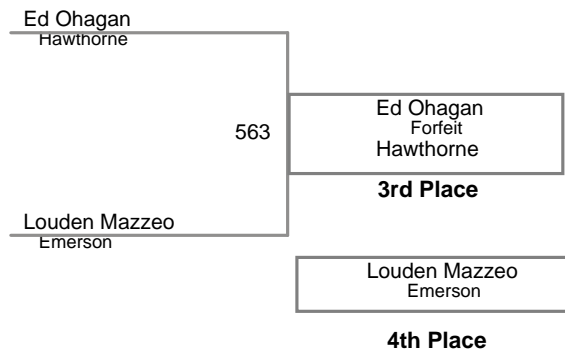 Ed Ohagan
Hawthorne
563
Ed Ohagan
Forfeit
Hawthorne
3rd Place
Louden Mazzeo
Emerson
Louden Mazzeo
Emerson
4th Place